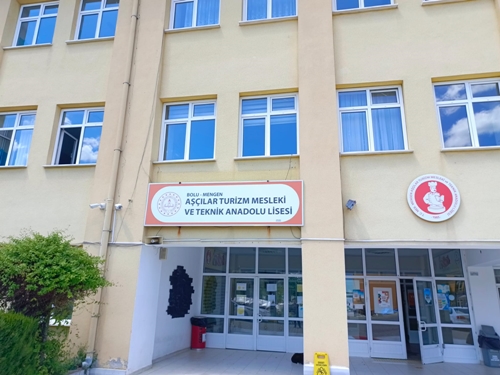 BOLU - MENGEN
AŞÇILAR TURİZM MESLEKİ
VE TEKNİK ANADOLU LİSESİ